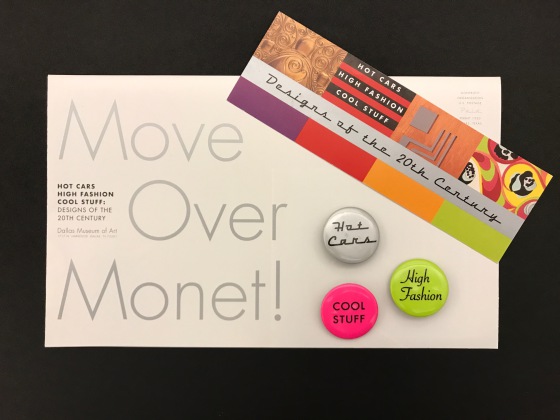 Move
Over
Monet!
HOT CARS
HIGH FASHION
COOL STUFF:
DESIGNS OF THE
20TH CENTURY
Dallas Museum of Art
HOT CARS
HIGH FASHION
COOL STUFF
Designs of the 20th Century
Hot
Cars
COOL
STUFF
High
Fashion